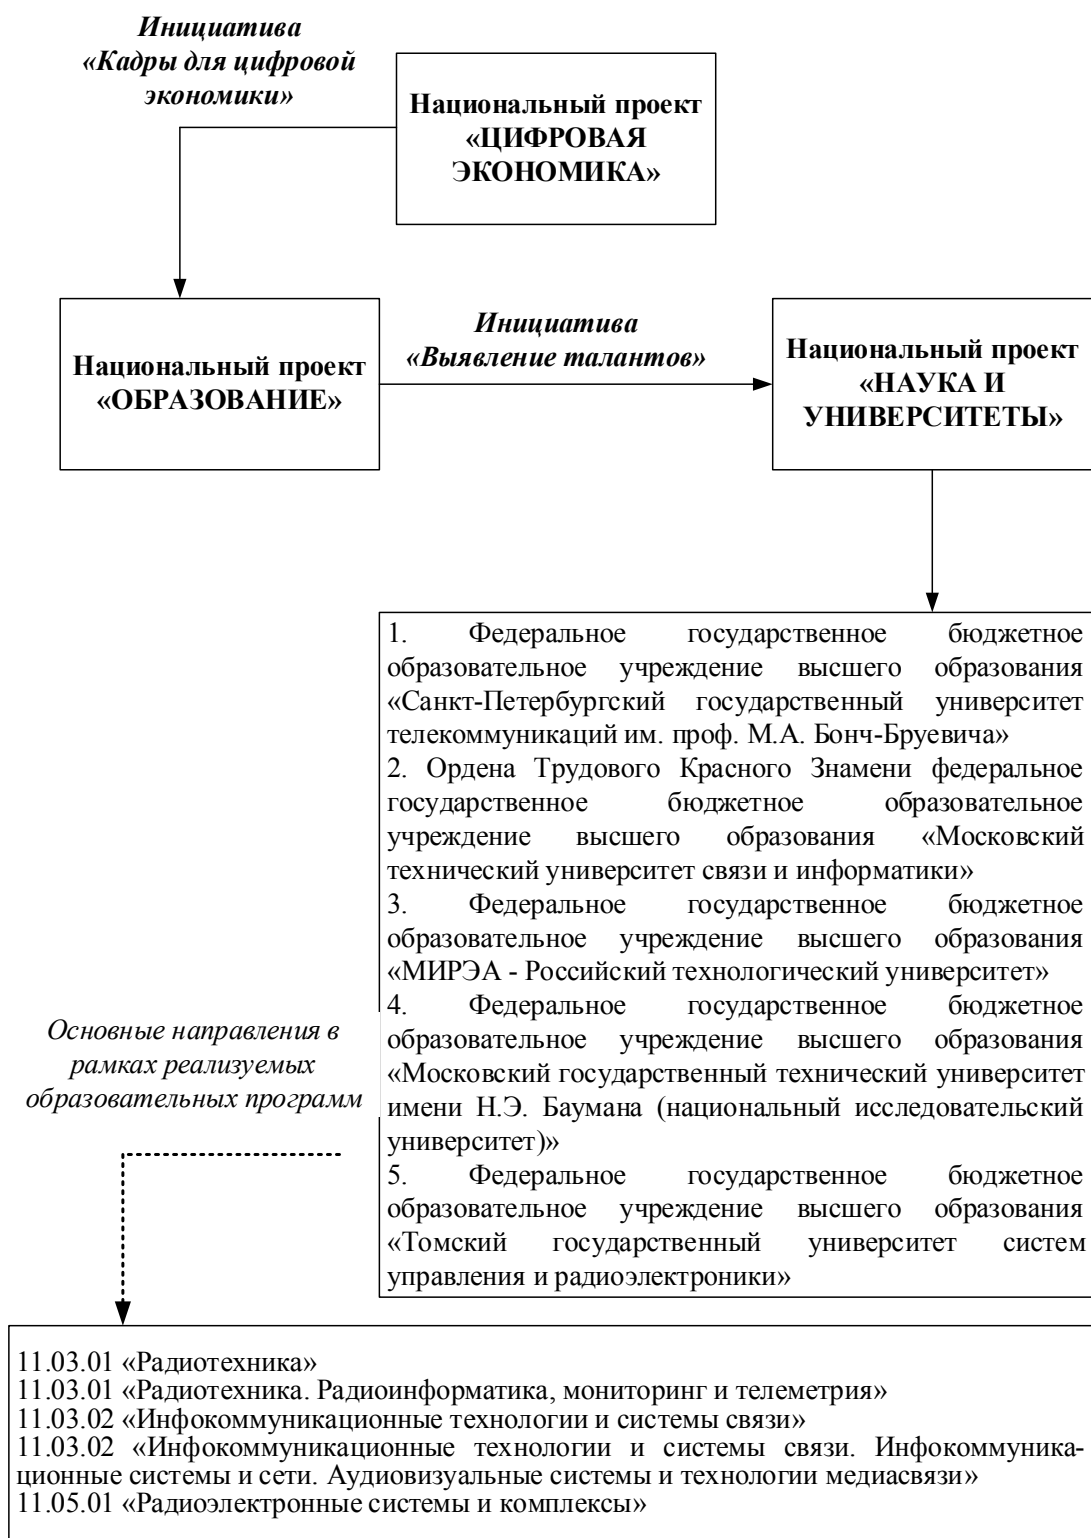 Инициатива
«Кадры для цифровой
экономики»
Национальный проект
«ЦИФРОВАЯ
ЭКОНОМИКА»
Национальный проект
«ОБРАЗОВАНИЕ»
Инициатива
«Выявление талантов»
Национальный проект
«НАУКА И
УНИВЕРСИТЕТЫ»
1. Федеральное государственное бюджетное
образовательное учреждение высшего образования
«Санкт-Петербургский государственный университет
телекоммуникаций им. проф. М.А. Бонч-Бруевича»
2. Ордена Трудового Красного Знамени федеральное
государственное бюджетное образовательное
учреждение высшего образования «Московский
технический университет связи и информатики»
3. Федеральное государственное бюджетное
образовательное учреждение высшего образования
«МИРЭА - Российский технологический университет»
4. Федеральное государственное бюджетное
образовательное учреждение высшего образования
«Московский государственный технический университет
имени Н.Э. Баумана (национальный исследовательский
университет)»
5. Федеральное государственное бюджетное
образовательное учреждение высшего образования
«Томский государственный университет систем
управления и радиоэлектроники»
Основные направления в
рамках реализуемых
образовательных программ
11.03.01 «Радиотехника»
11.03.01 «Радиотехника. Радиоинформатика, мониторинг и телеметрия»
11.03.02 «Инфокоммуникационные технологии и системы связи»
11.03.02 «Инфокоммуникационные технологии и системы связи. Инфокоммуника-
ционные системы и сети. Аудиовизуальные системы и технологии медиасвязи»
11.05.01 «Радиоэлектронные системы и комплексы»